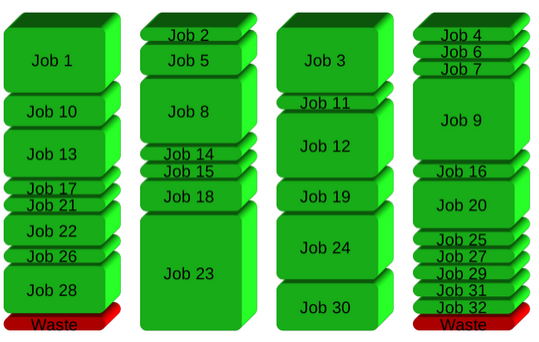 Job 1
Job 10
Job 13
Job 17
Job 21
Job 22
Job 26
Job 28
Waste
Job 2
Job 5
Job 8
Job 14
Job 15
Job 18
Job 23
Job 3
Job 11
Job 12
Job 19
Job 24
Job 30
Job 4
Job 6
Job 7
Job 9
Job 16
Job 20
Job 25
Job 27
Job 29
Job 31
Job 32
Waste